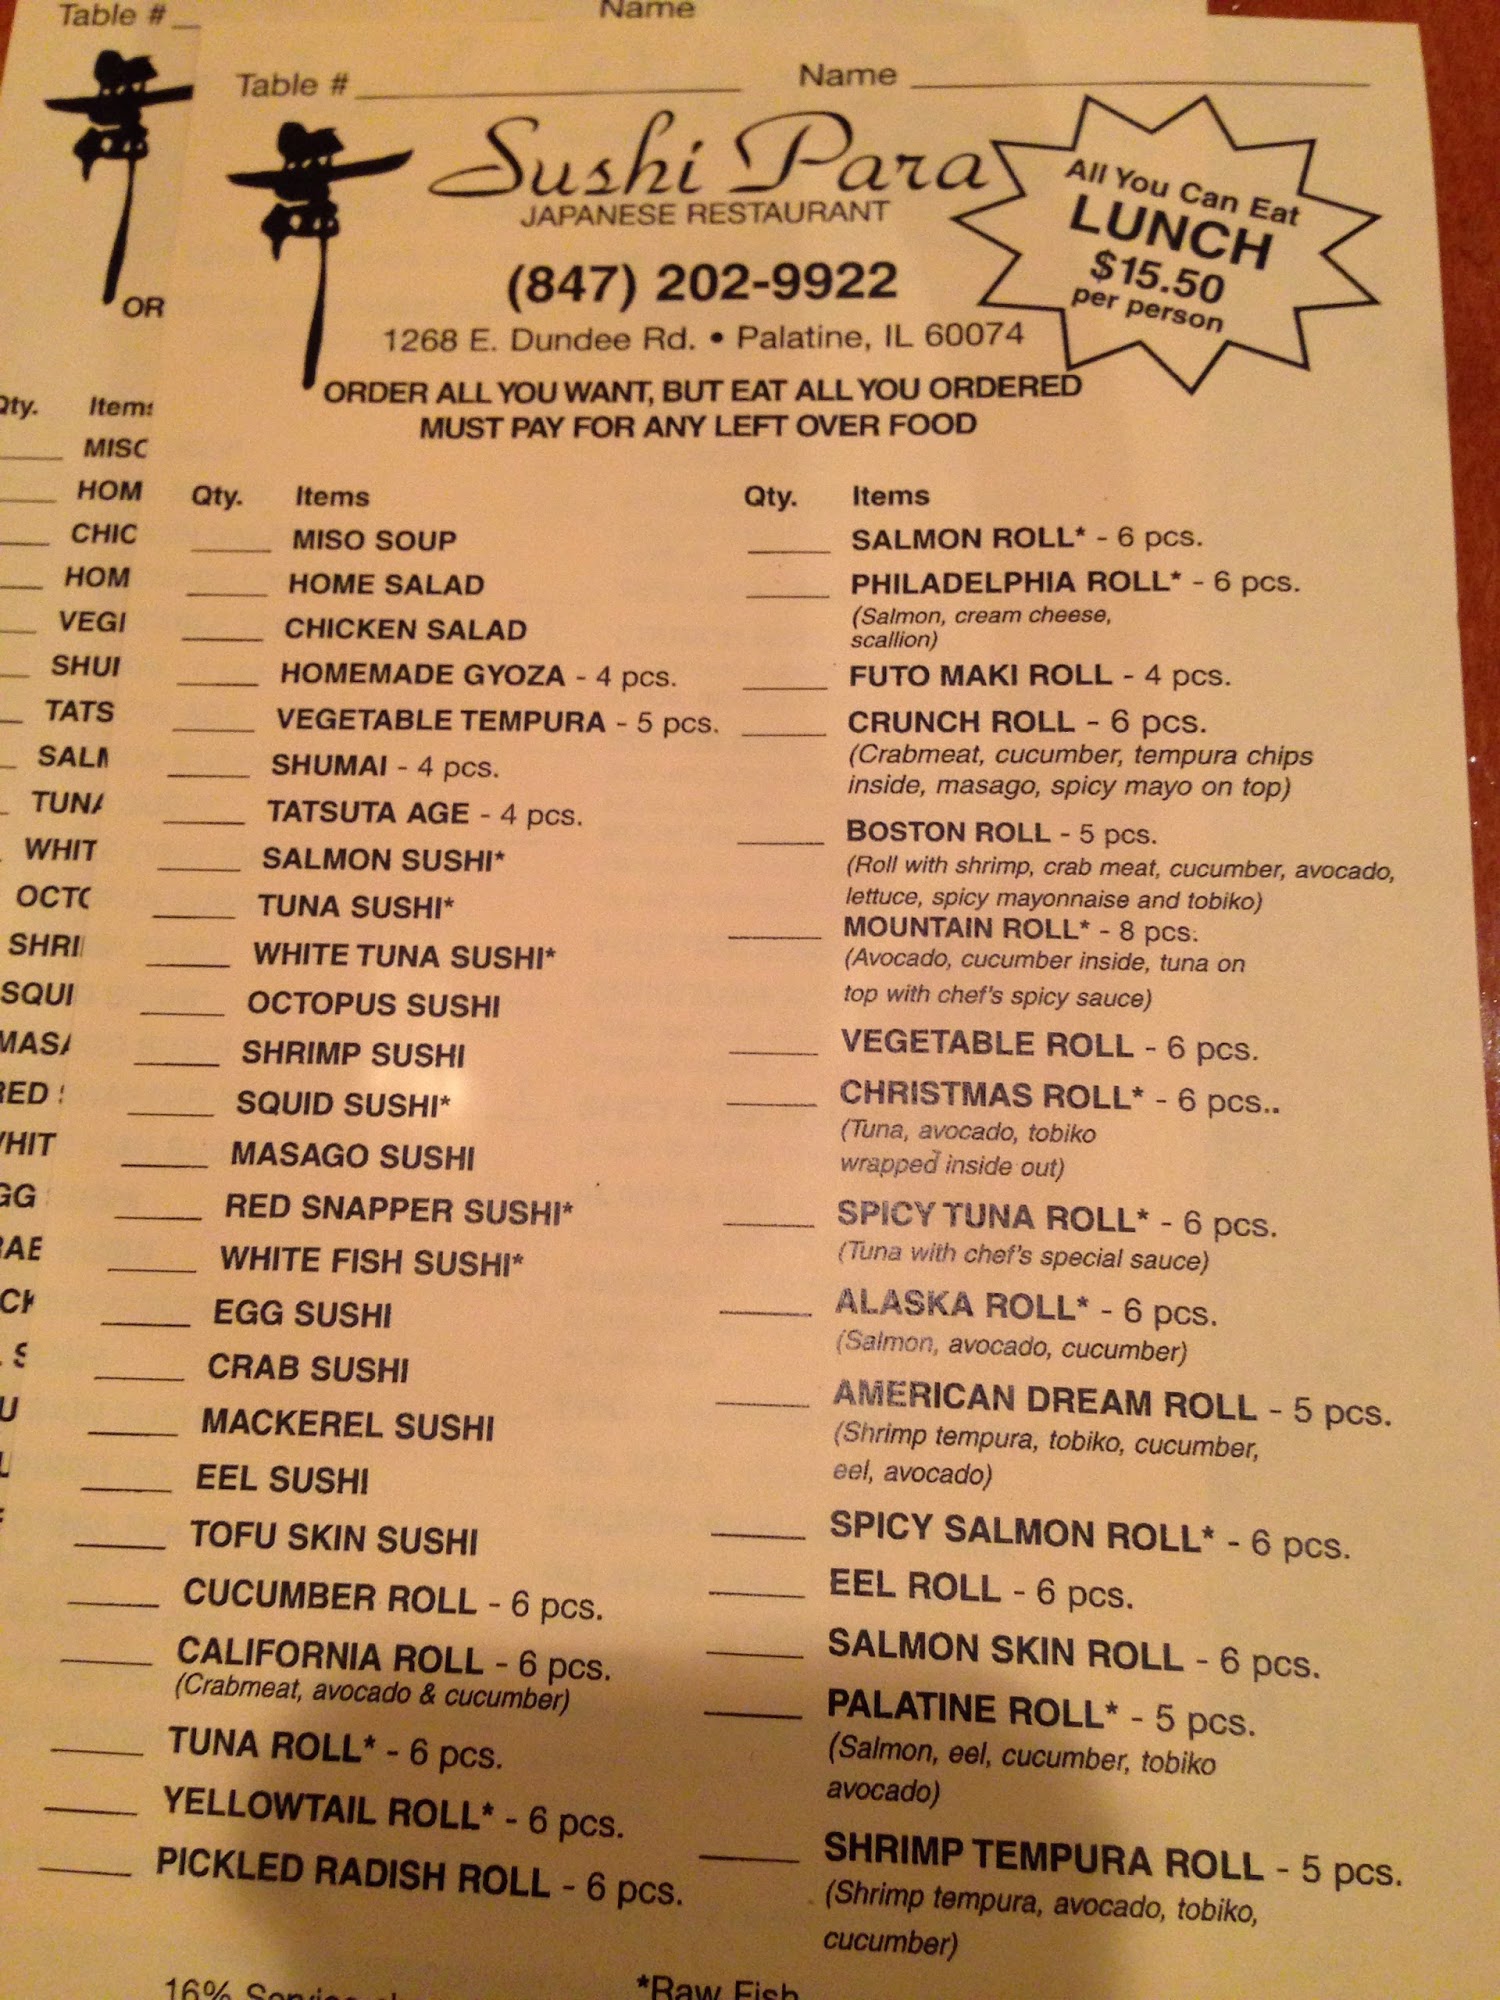 Table #
Name
OR
Qty.
Items
Table #
Name
Sushi Para
JAPANESE RESTAURANT
(847) 202-9922
1268 E. Dundee Rd. • Palatine, IL 60074
All You Can Eat
LUNCH
$15.50
per person
ORDER ALL YOU WANT, BUT EAT ALL YOU ORDERED
MUST PAY FOR ANY LEFT OVER FOOD
Qty. Items
MISO SOUP
HOME SALAD
CHICKEN SALAD
HOMEMADE GYOZA - 4 pcs.
VEGETABLE TEMPURA - 5 pcs.
SHUMAI - 4 pcs.
TATSUTA AGE - 4 pcs.
SALMON SUSHI*
TUNA SUSHI*
WHITE TUNA SUSHI*
OCTOPUS SUSHI
SHRIMP SUSHI
SQUID SUSHI*
MASAGO SUSHI
RED SNAPPER SUSHI*
WHITE FISH SUSHI*
EGG SUSHI
CRAB SUSHI
MACKEREL SUSHI
EEL SUSHI
TOFU SKIN SUSHI
CUCUMBER ROLL - 6 pcs.
CALIFORNIA ROLL - 6 pcs.
(Crabmeat, avocado & cucumber)
TUNA ROLL* - 6 pcs.
YELLOWTAIL ROLL* - 6 pcs.
PICKLED RADISH ROLL - 6 pcs.
Qty. Items
SALMON ROLL* - 6 pcs.
PHILADELPHIA ROLL* - 6 pcs.
(Salmon, cream cheese,
scallion)
FUTO MAKI ROLL - 4 pcs.
CRUNCH ROLL - 6 pcs.
(Crabmeat, cucumber, tempura chips
inside, masago, spicy mayo on top)
BOSTON ROLL - 5 pcs.
(Roll with shrimp, crab meat, cucumber, avocado,
lettuce, spicy mayonnaise and tobiko)
MOUNTAIN ROLL* - 8 pcs.
(Avocado, cucumber inside, tuna on
top with chef's spicy sauce)
VEGETABLE ROLL - 6 pcs.
CHRISTMAS ROLL* - 6 pcs..
(Tuna, avocado, tobiko
wrapped inside out)
SPICY TUNA ROLL* - 6 pcs.
(Tuna with chef's special sauce)
ALASKA ROLL* - 6 pcs.
(Salmon, avocado, cucumber)
AMERICAN DREAM ROLL - 5 pcs.
(Shrimp tempura, tobiko, cucumber,
eel, avocado)
SPICY SALMON ROLL* - 6 pcs.
EEL ROLL - 6 pcs.
SALMON SKIN ROLL - 6 pcs.
PALATINE ROLL* - 5 pcs.
(Salmon, eel, cucumber, tobiko
avocado)
SHRIMP TEMPURA ROLL - 5 pcs.
(Shrimp tempura, avocado, tobiko,
cucumber)
16% Service
*Raw Fish